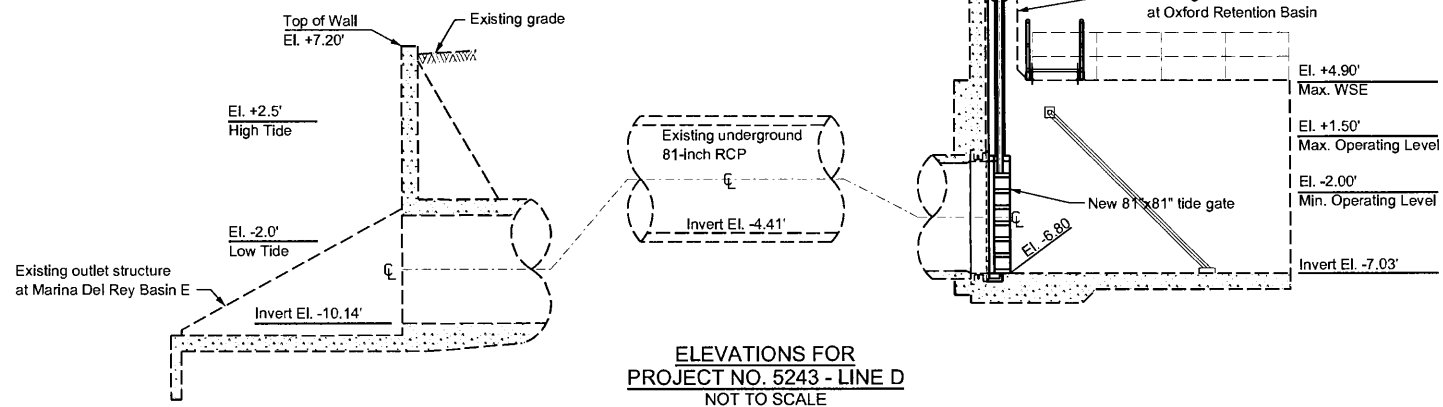 Top of Wall
El. +7.20'
Existing grade
El. +2.5'
High Tide
El. -2.0'
Low Tide
Existing outlet structure
at Marina Del Rey Basin E
℄
Invert El. -10.14'
Existing underground
81-inch RCP
℄
Invert El. -4.41'
at Oxford Retention Basin
El. +4.90'
Max. WSE
El. +1.50'
Max. Operating Level
El. -2.00'
Min. Operating Level
New 81"x81" tide gate
℄
El. -6.80
Invert El. -7.03'
ELEVATIONS FOR
PROJECT NO. 5243 - LINE D
NOT TO SCALE